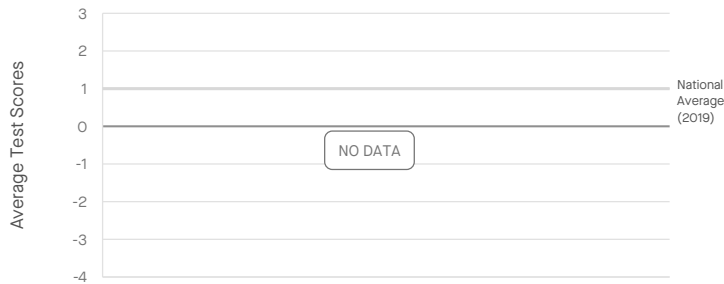 Average Test Scores
3
2
1
0
-1
-2
-3
-4
National
Average
(2019)
NO DATA